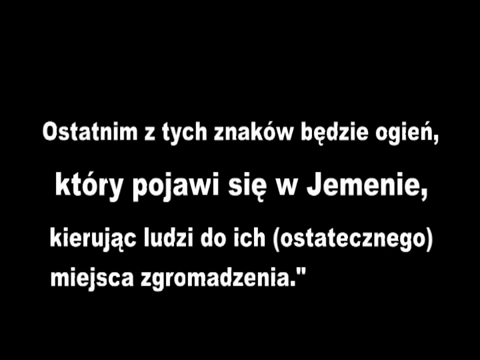 Ostatnim z tych znaków będzie ogień,
który pojawi się w Jemenie,
kierując ludzi do ich (ostatecznego)
miejsca zgromadzenia."